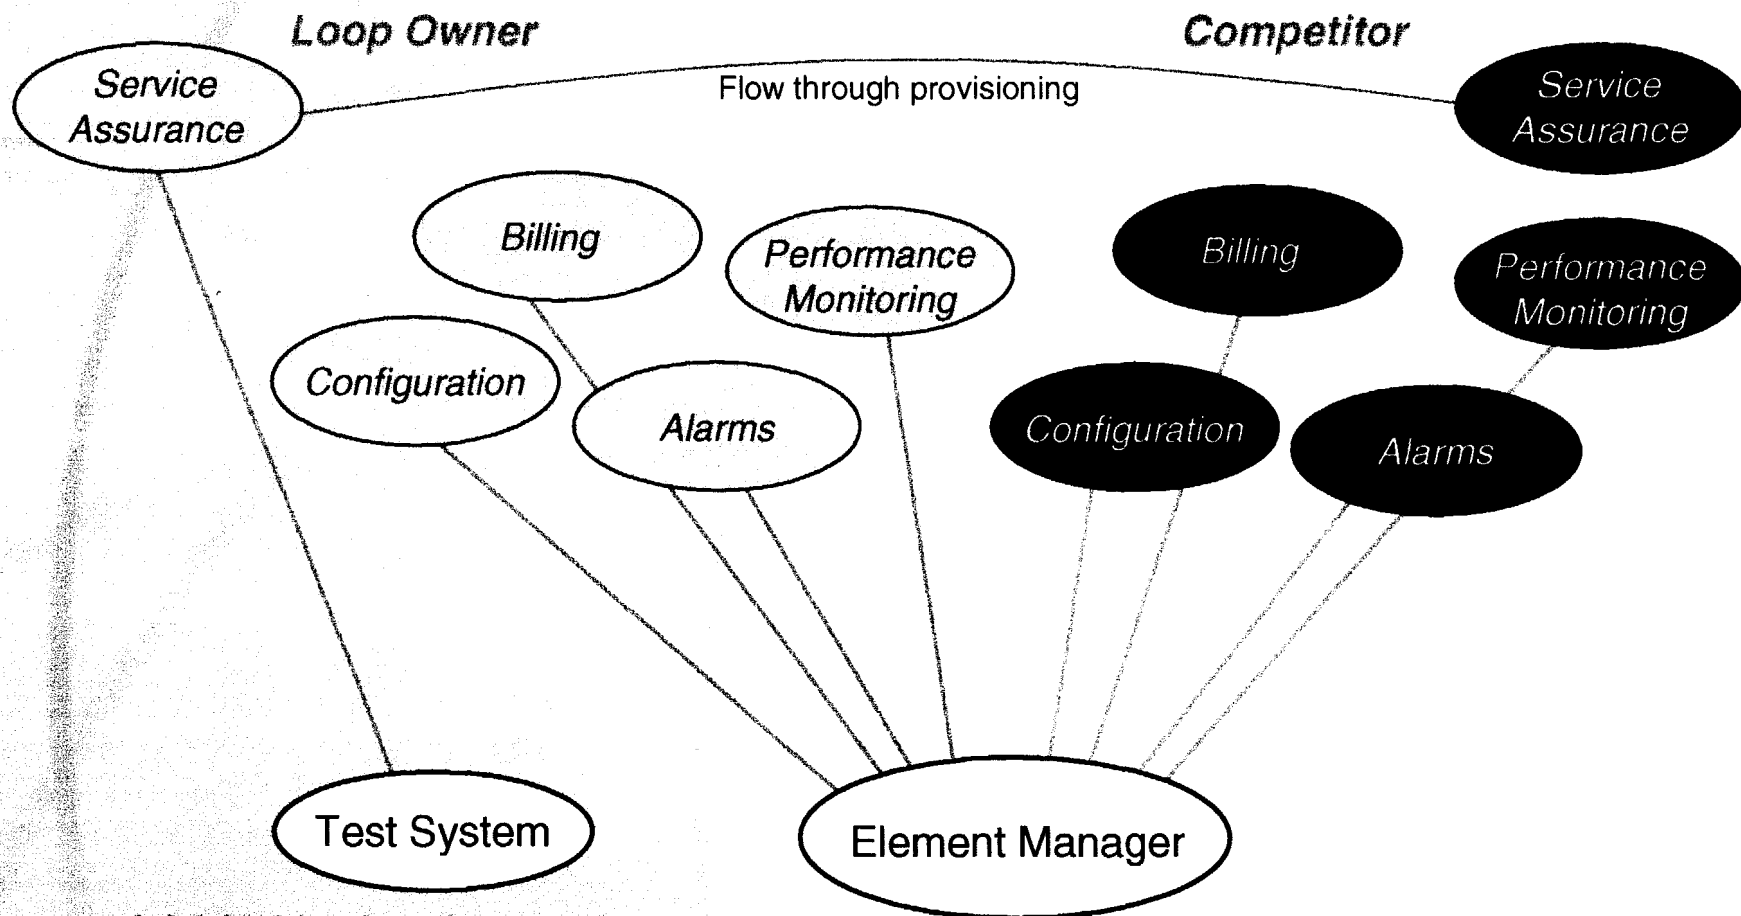 Loop Owner
Competitor
Service
Assurance
Flow through provisioning
Service
Assurance
Billing
Performance
Monitoring
Billing
Performance
Monitoring
Configuration
Alarms
Configuration
Alarms
Test System
Element Manager